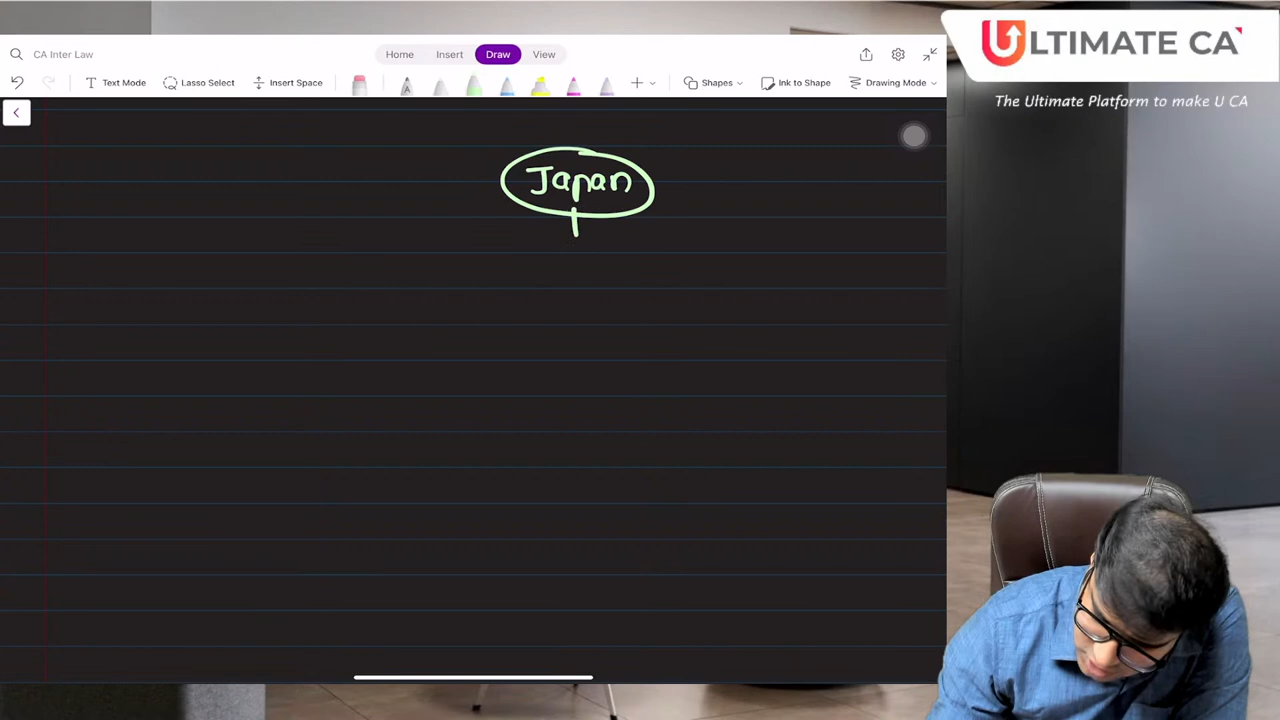 ULTIMATE CA
The Ultimate Platform to make U CA
CA Inter Law
Home Insert Draw View
Text Mode Lasso Select Insert Space Shapes Ink to Shape Drawing Mode
Japan